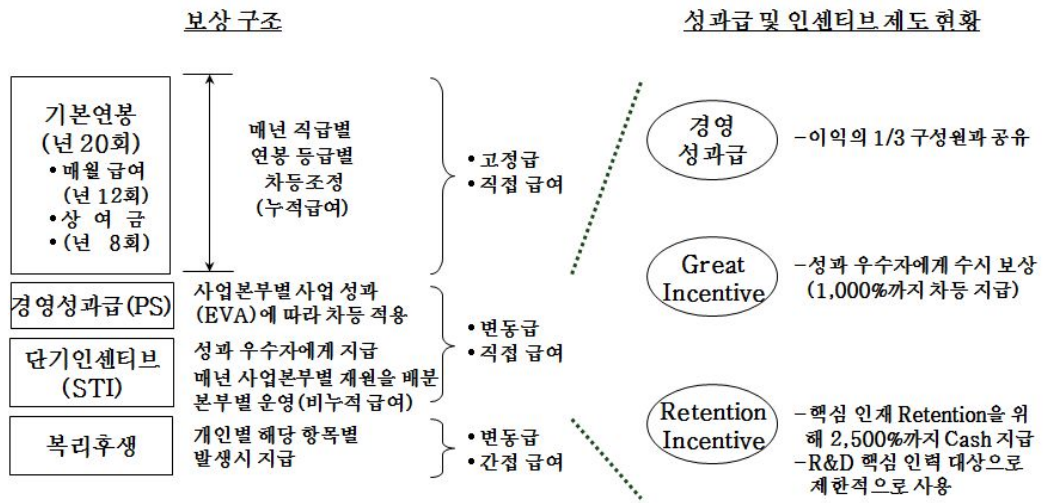 보상 구조
성과급 및 인센티브 제도 현황
기본연봉
(년 20회)
• 매월 급여
(년 12회)
• 상 여 금
• (년 8회)
매년 직급별
연봉 등급별
차등조정
(누적급여)
• 고정급
• 직접 급여
경영성과급(PS)
사업본부별 사업 성과
(EVA)에 따라 차등 적용
단기인센티브
(STI)
성과 우수자에게 지급
매년 사업본부별 재원을 배분
본부별 운영(비누적 급여)
• 변동급
• 직접 급여
복리후생
개인별 해당 항목별
발생시 지급
• 변동급
• 간접 급여
경영
성과급
-이익의 1/3 구성원과 공유
Great
Incentive
-성과 우수자에게 수시 보상
(1,000%까지 차등 지급)
Retention
Incentive
-핵심 인재 Retention을 위
해 2,500%까지 Cash 지급
-R&D 핵심 인력 대상으로
제한적으로 사용